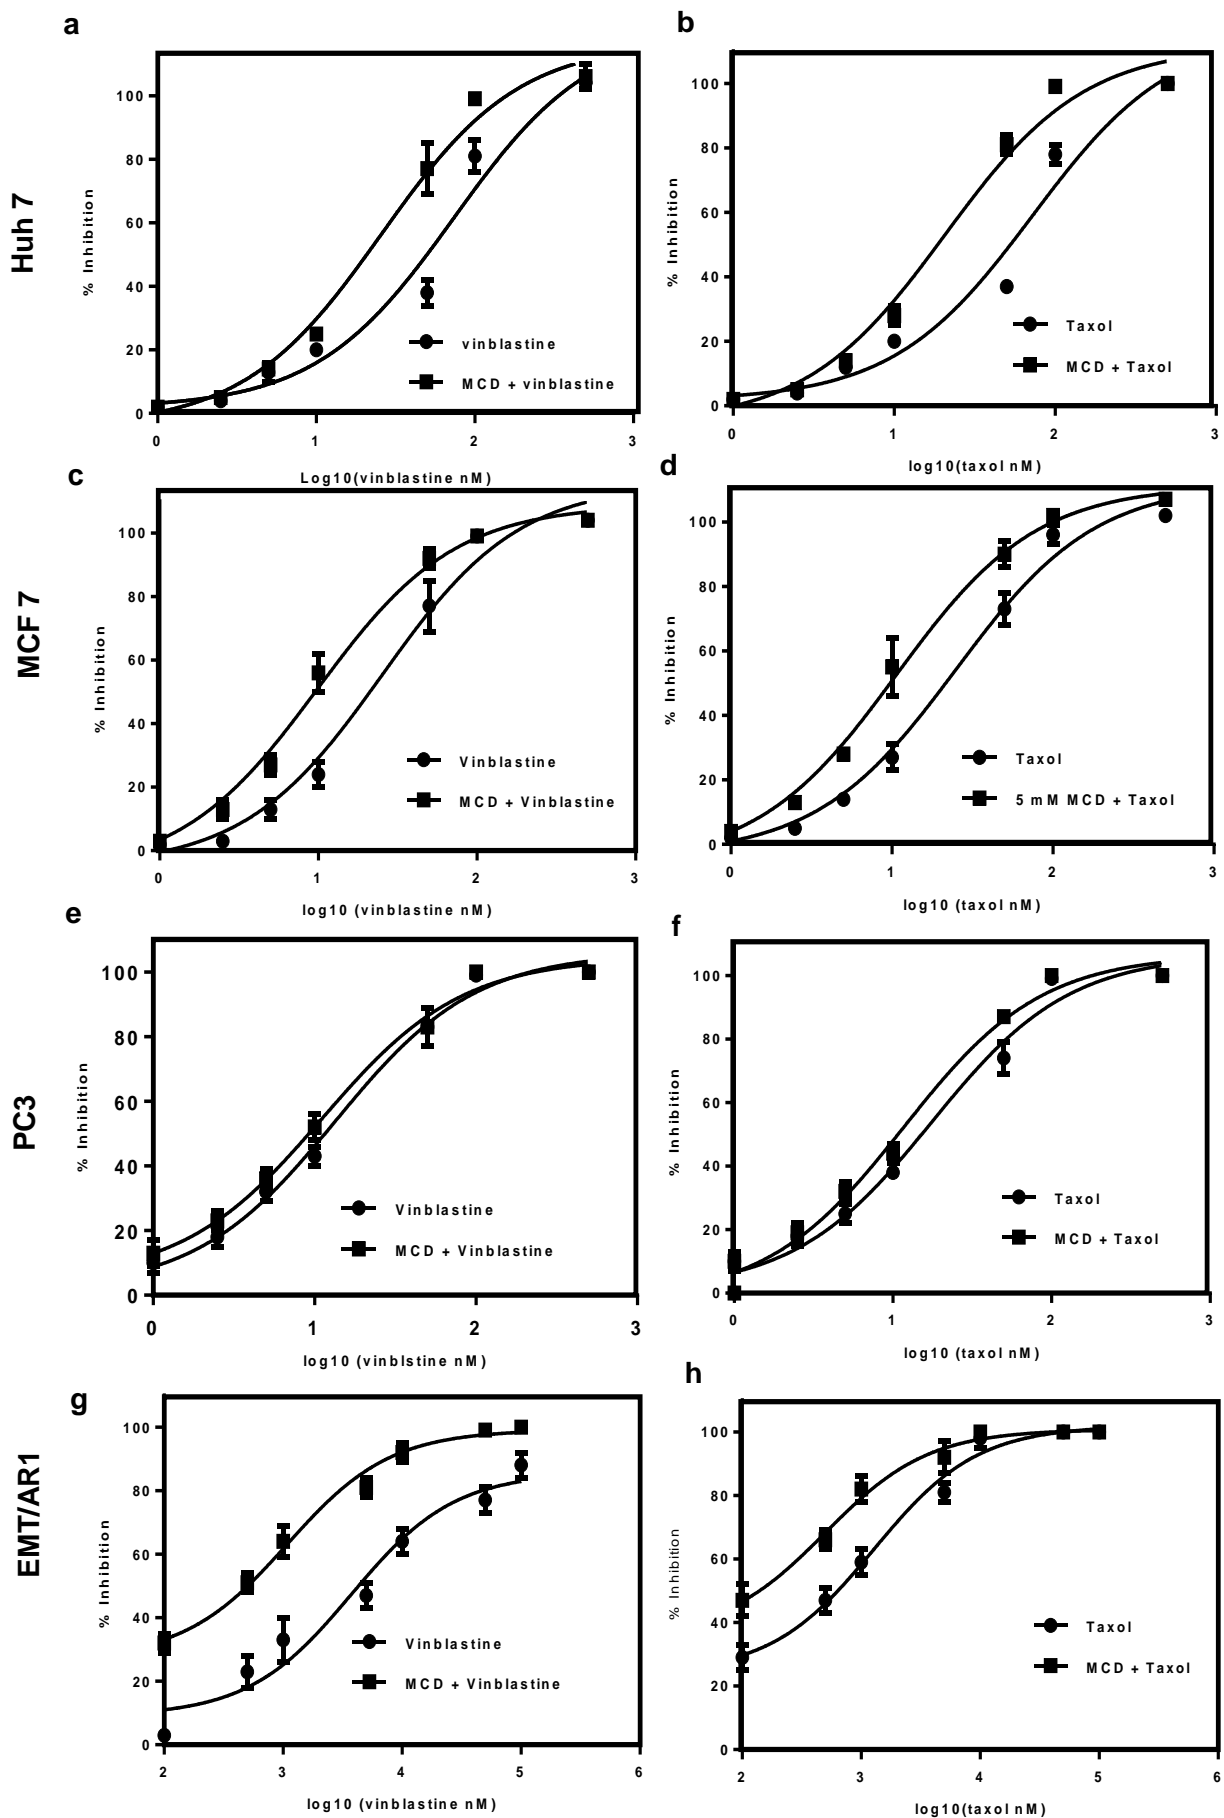 a
Huh 7
% Inhibition
100
80
60
40
20
0
vinblastine
MCD + vinblastine
0 1 2 3
Log10(vinblastine nM)
b
% Inhibition
100
80
60
40
20
0
Taxol
MCD + Taxol
0 1 2 3
log10(taxol nM)
c
MCF 7
% Inhibition
100
80
60
40
20
0
Vinblastine
MCD + Vinblastine
0 1 2 3
log10 (vinblastine nM)
d
% Inhibition
100
80
60
40
20
0
Taxol
5 mM MCD + Taxol
0 1 2 3
log10 (taxol nM)
e
PC3
% Inhibition
100
80
60
40
20
0
Vinblastine
MCD + Vinblastine
0 1 2 3
log10 (vinblstine nM)
f
% Inhibition
100
80
60
40
20
0
Taxol
MCD + Taxol
0 1 2 3
log10 (taxol nM)
g
EMT/AR1
% Inhibition
100
80
60
40
20
0
Vinblastine
MCD + Vinblastine
2 3 4 5 6
log10 (vinblastine nM)
h
% Inhibition
100
80
60
40
20
0
Taxol
MCD + Taxol
2 3 4 5 6
log10(taxol nM)